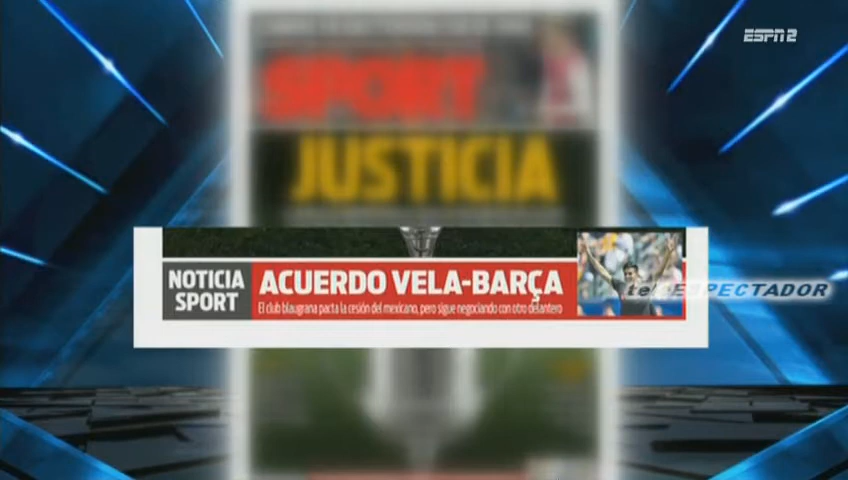 ESPN 2
SPORT
JUSTICIA
NOTICIA
SPORT
ACUERDO VELA-BARÇA
El club blaugrana pacta la cesión del mexicano, pero sigue negociando con otro delantero
ESPECTADOR